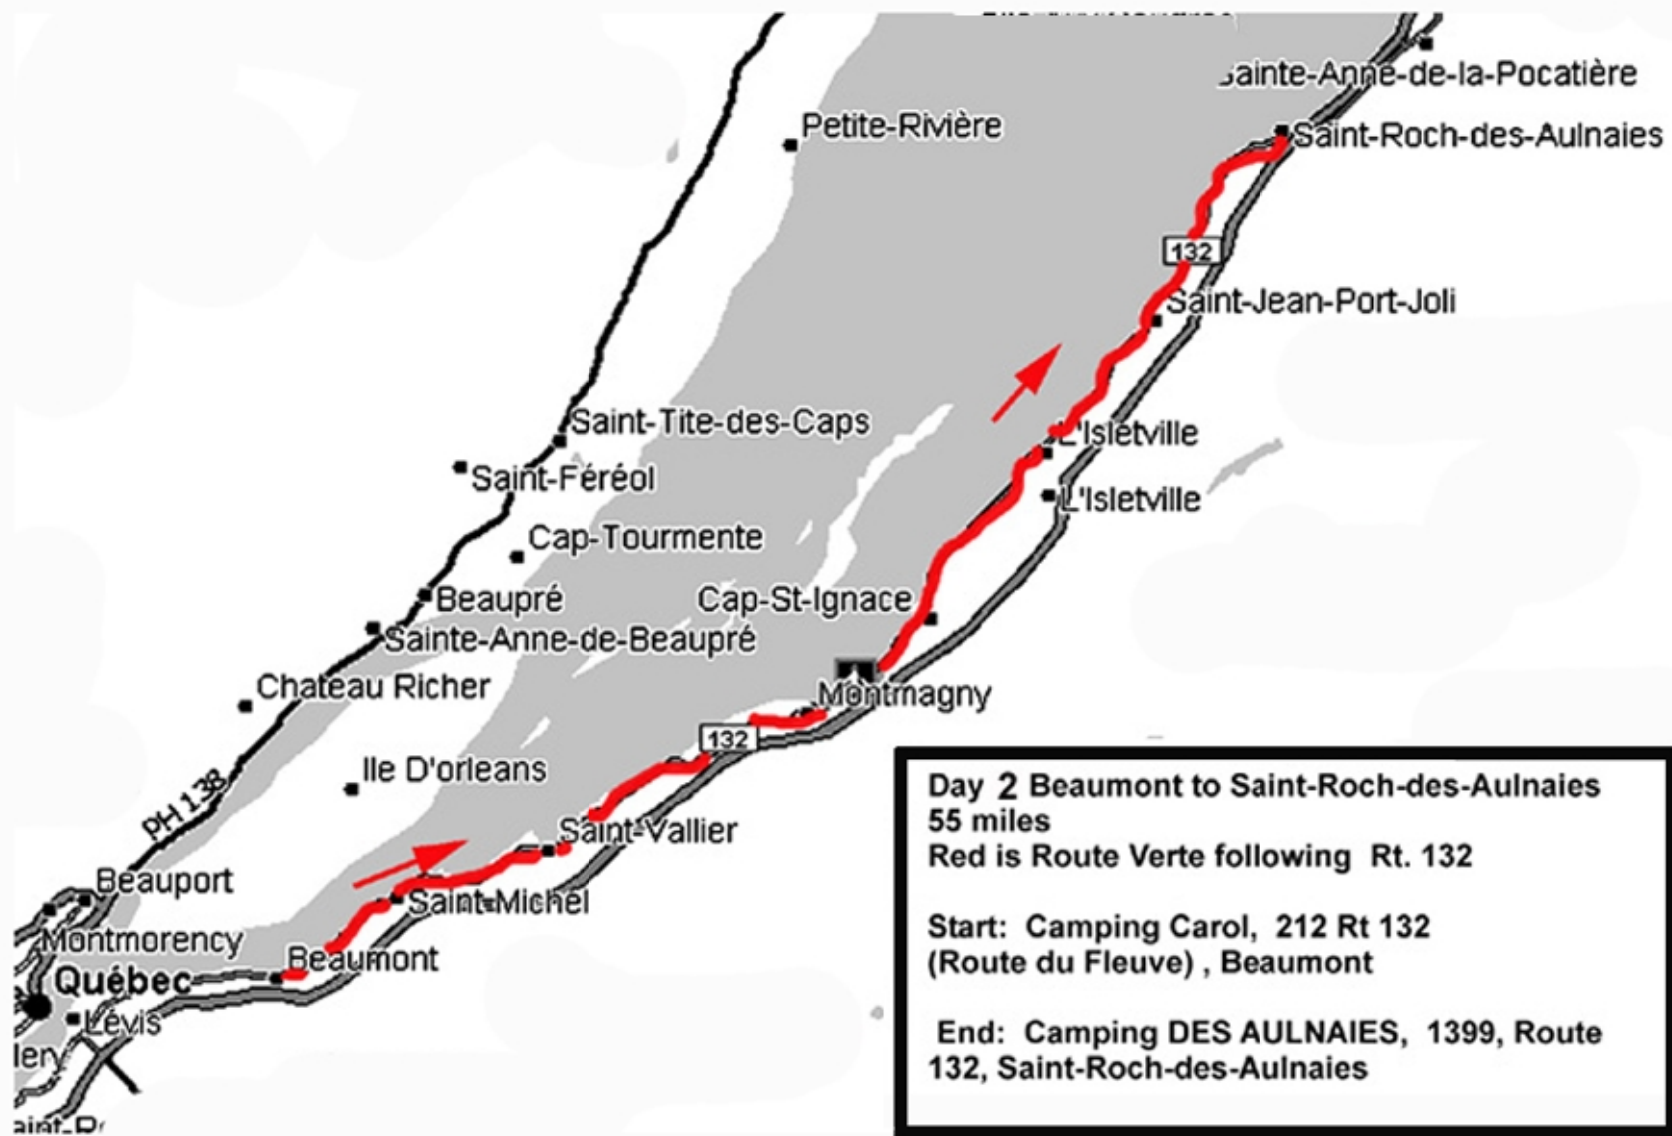 Sainte-Anne-de-la-Pocatière
Petite-Rivière
Saint-Roch-des-Aulnaies
132
Saint-Jean-Port-Joli
Saint-Tite-des-Caps
L'Isletville
Saint-Féréol
L'Isletville
Cap-Tourmente
Beaupré
Cap-St-Ignace
Sainte-Anne-de-Beaupré
Chateau Richer
Montmagny
132
Ile D'orleans
PH 138
Saint-Vallier
Beauport
Saint-Michel
Montmorency
Beaumont
Québec
Lévis
lery
Day 2 Beaumont to Saint-Roch-des-Aulnaies
55 miles
Red is Route Verte following Rt. 132
Start: Camping Carol, 212 Rt 132
(Route du Fleuve) , Beaumont
End: Camping DES AULNAIES, 1399, Route
132, Saint-Roch-des-Aulnaies